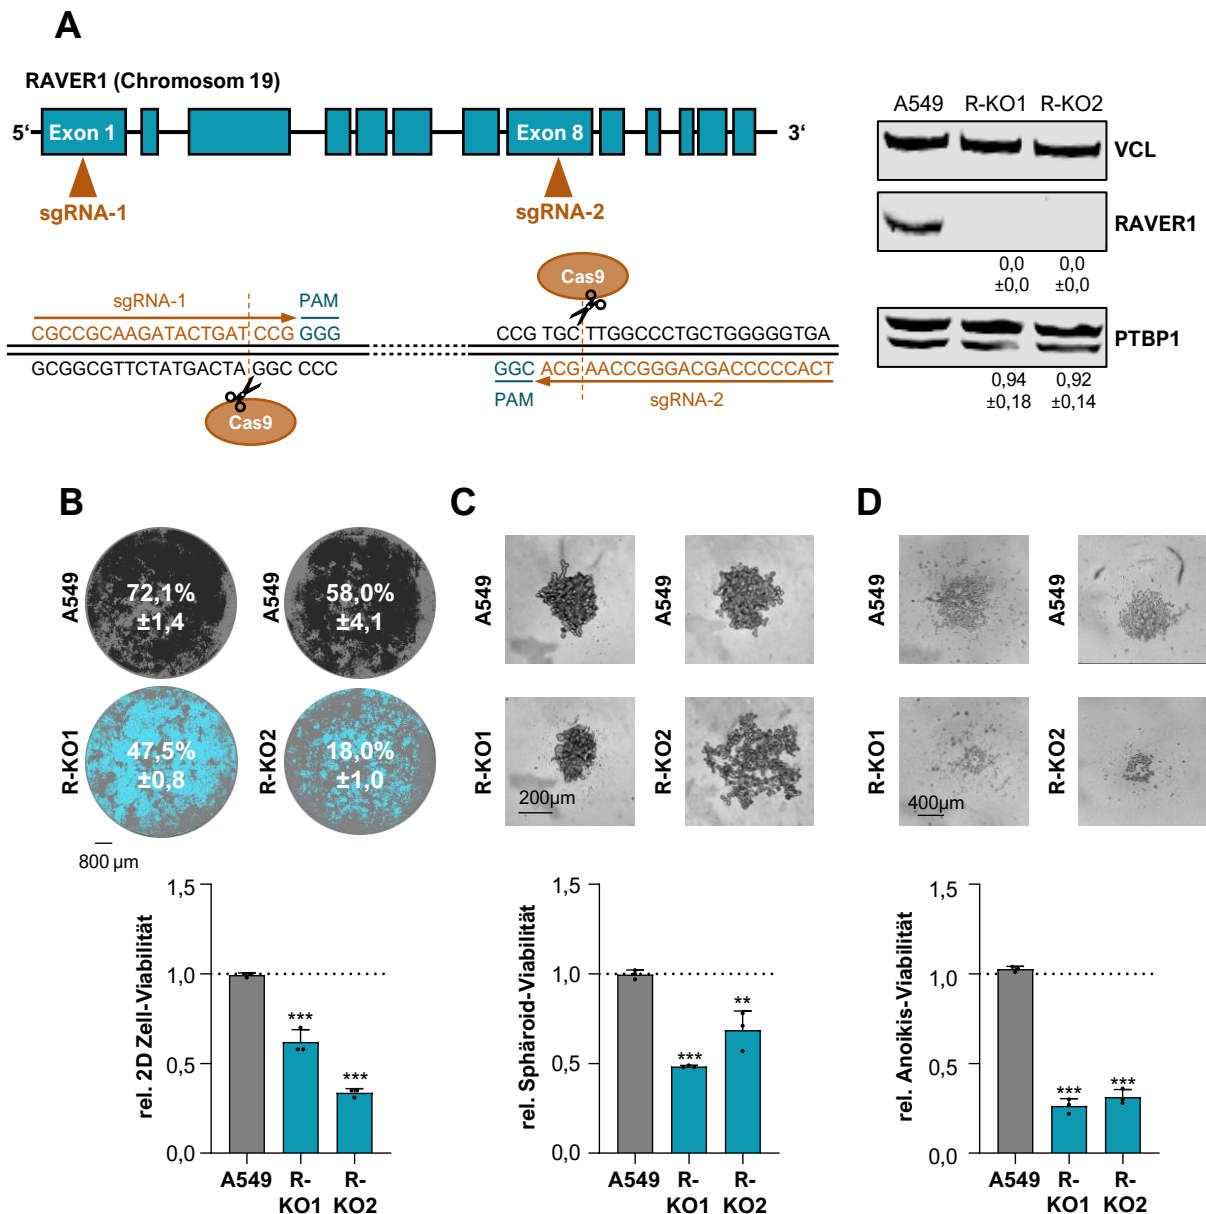 A
RAVER1 (Chromosom 19)
5‘ Exon 1 Exon 8 3‘
sgRNA-1 sgRNA-2
sgRNA-1 PAM
CGCCGCAAGATACTGAT CCG GGG
GCGGCGTTCTATGACTA GGC CCC
Cas9
Cas9
CCG TGC TTGGCCCTGCTGGGGGTGA
GGC ACG AACCGGGACGACCCCCACT
PAM sgRNA-2
A549 R-KO1 R-KO2
VCL
RAVER1
0,0 0,0
±0,0 ±0,0
PTBP1
0,94 0,92
±0,18 ±0,14
B
A549
72,1%
±1,4
A549
58,0%
±4,1
R-KO1
47,5%
±0,8
R-KO2
18,0%
±1,0
800 µm
rel. 2D Zell-Viabilität
1,5
1,0
0,5
0,0
***
***
A549 R-KO1 R-KO2
C
A549
A549
R-KO1
200µm
R-KO2
rel. Sphäroid-Viabilität
1,5
1,0
0,5
0,0
***
**
A549 R-KO1 R-KO2
D
A549
A549
R-KO1
400µm
R-KO2
rel. Anoikis-Viabilität
1,5
1,0
0,5
0,0
***
***
A549 R-KO1 R-KO2